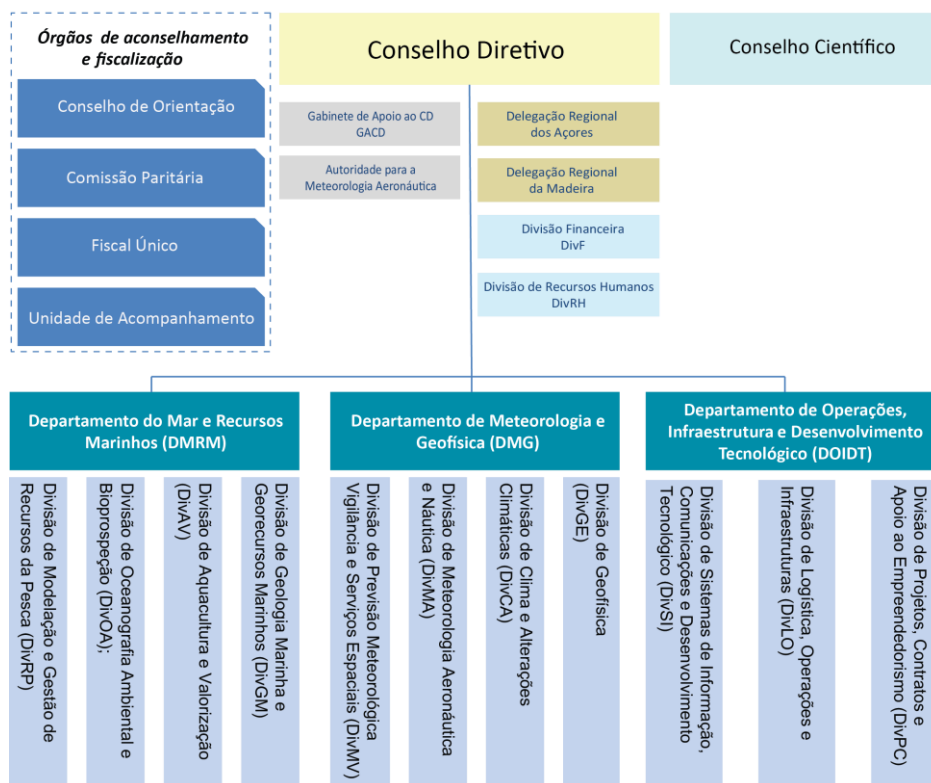 Órgãos de aconselhamento
e fiscalização
Conselho de Orientação
Comissão Paritária
Fiscal Único
Unidade de Acompanhamento
Conselho Diretivo
Conselho Científico
Gabinete de Apoio ao CD
GACD
Autoridade para a
Meteorologia Aeronáutica
Delegação Regional
dos Açores
Delegação Regional
da Madeira
Divisão Financeira
DivF
Divisão de Recursos Humanos
DivRH
Departamento do Mar e Recursos
Marinhos (DMRM)
Departamento de Meteorologia e
Geofísica (DMG)
Departamento de Operações,
Infraestrutura e Desenvolvimento
Tecnológico (DOIDT)
Divisão de Modelação e Gestão de
Recursos da Pesca (DivRP)
Divisão de Oceanografia Ambiental e
Bioprospeção (DivOA);
Divisão de Aquacultura e Valorização
(DivAV)
Divisão de Geologia Marinha e
Georecursos Marinhos (DivGM)
Divisão de Previsão Meteorológica
Vigilância e Serviços Espaciais (DivMV)
Divisão de Meteorologia Aeronáutica
e Náutica (DivMA)
Divisão de Clima e Alterações
Climáticas (DivCA)
Divisão de Geofísica
(DivGE)
Divisão de Sistemas de Informação,
Comunicações e Desenvolvimento
Tecnológico (DivSI)
Divisão de Logística, Operações e
Infraestruturas (DivLO)
Divisão de Projetos, Contratos e
Apoio ao Empreendedorismo (DivPC)